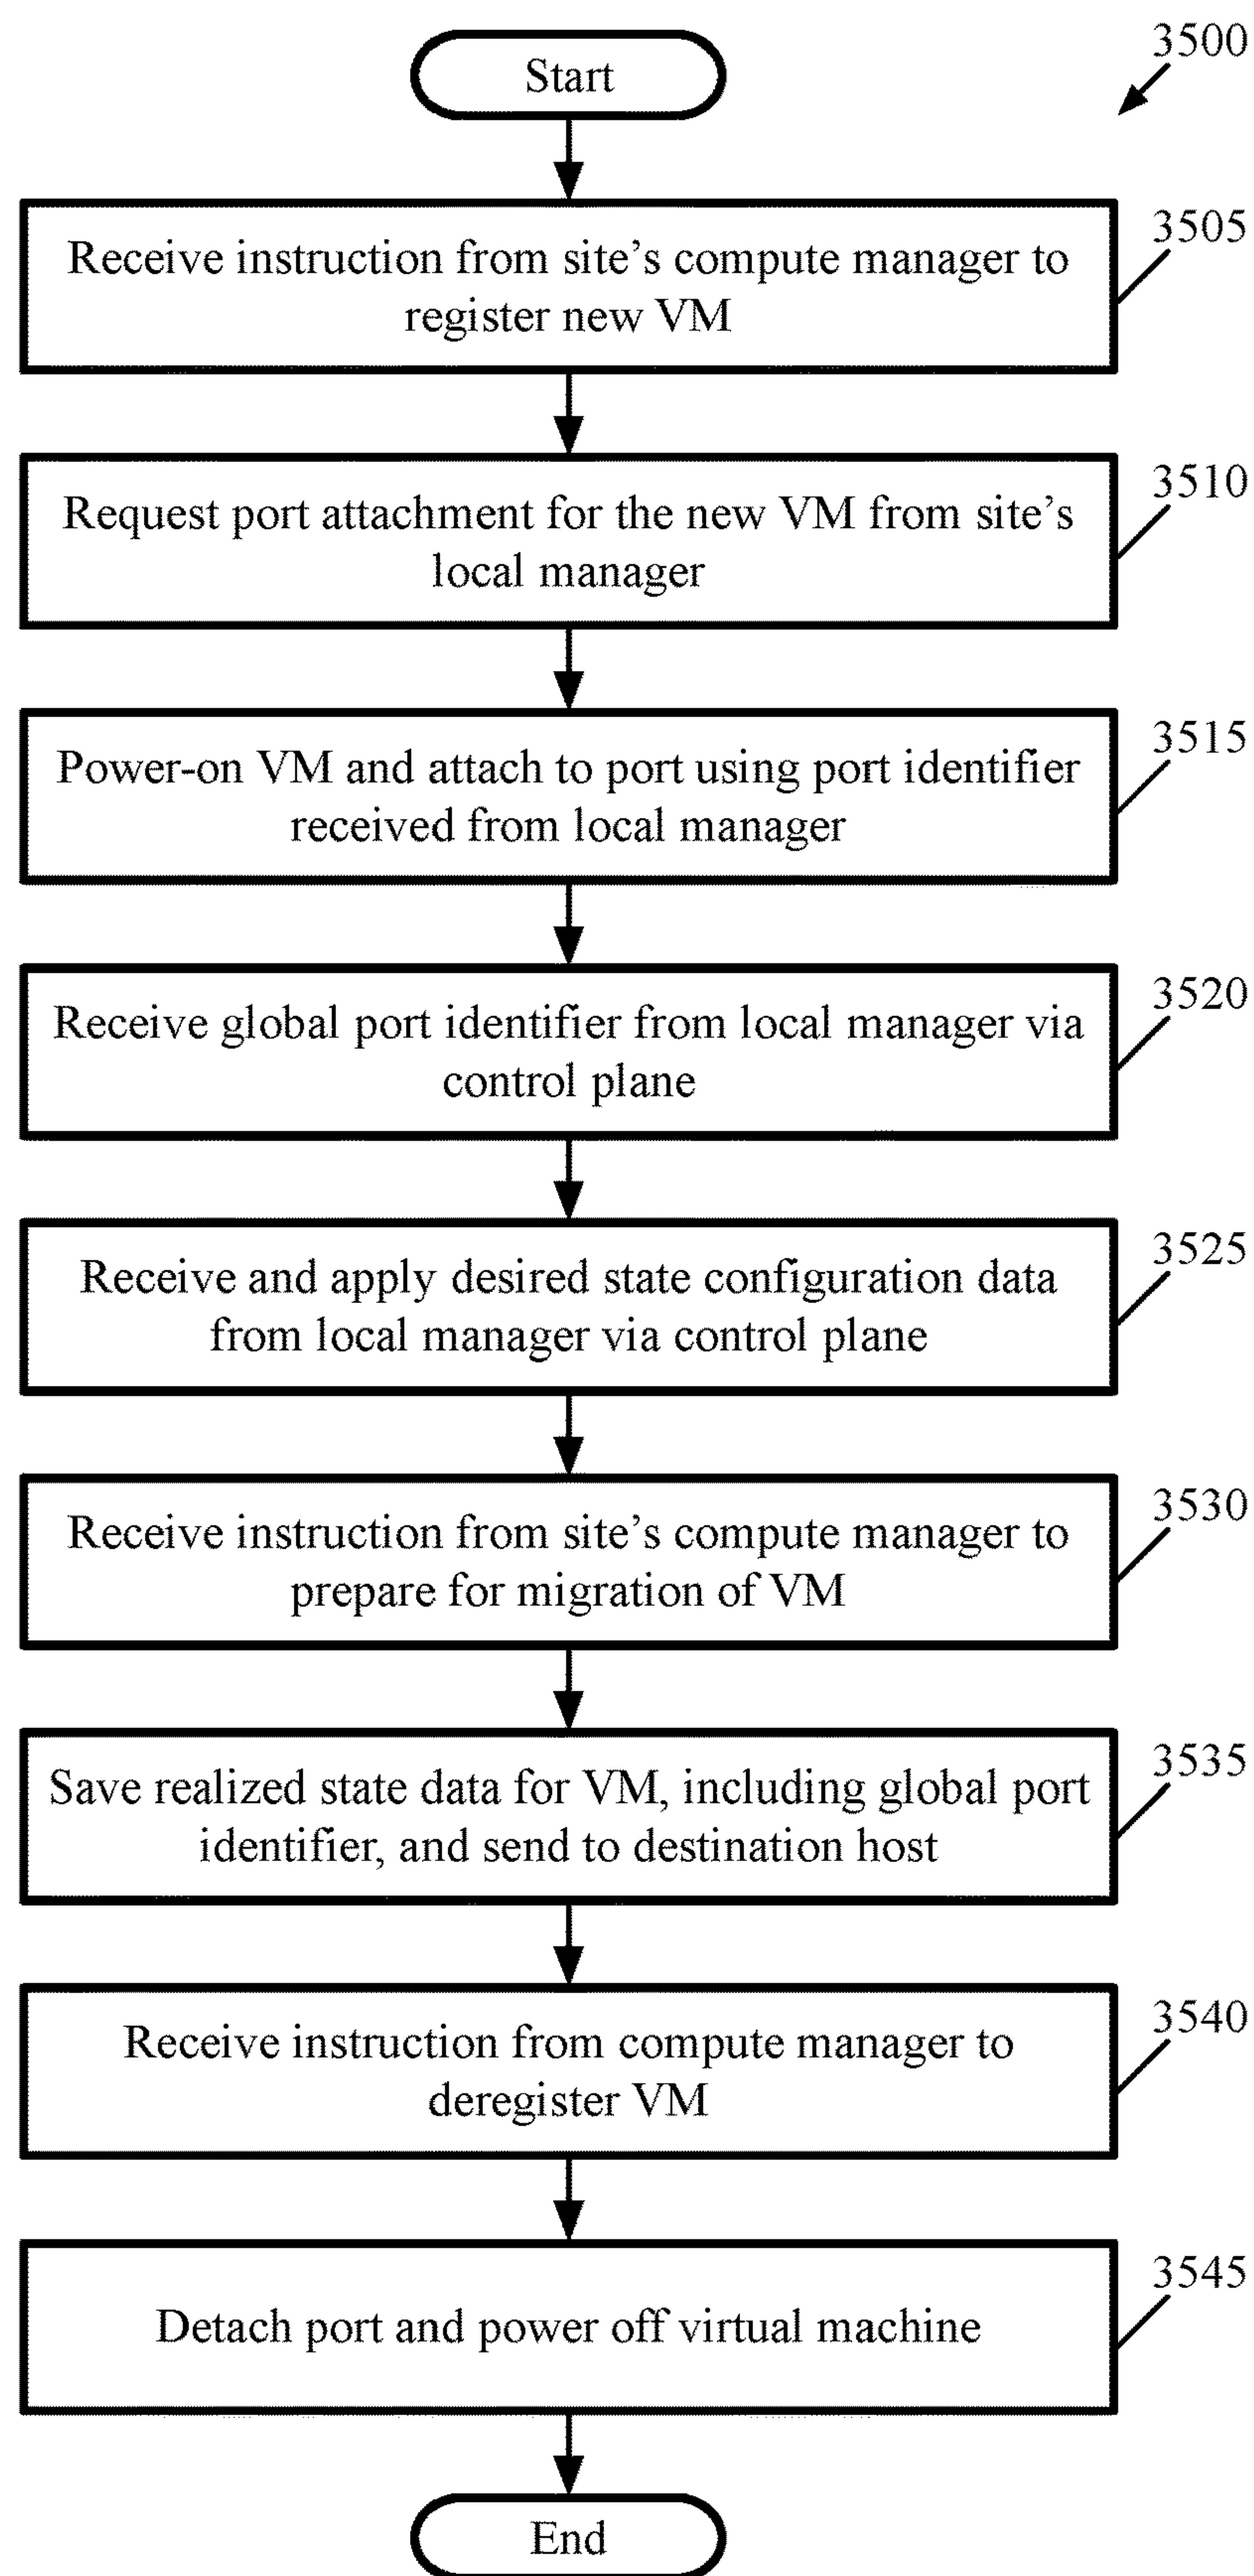 3500
Start
3505
Receive instruction from site’s compute manager to
register new VM
3510
Request port attachment for the new VM from site’s
local manager
3515
Power-on VM and attach to port using port identifier
received from local manager
3520
Receive global port identifier from local manager via
control plane
3525
Receive and apply desired state configuration data
from local manager via control plane
3530
Receive instruction from site’s compute manager to
prepare for migration of VM
3535
Save realized state data for VM, including global port
identifier, and send to destination host
3540
Receive instruction from compute manager to
deregister VM
3545
Detach port and power off virtual machine
End